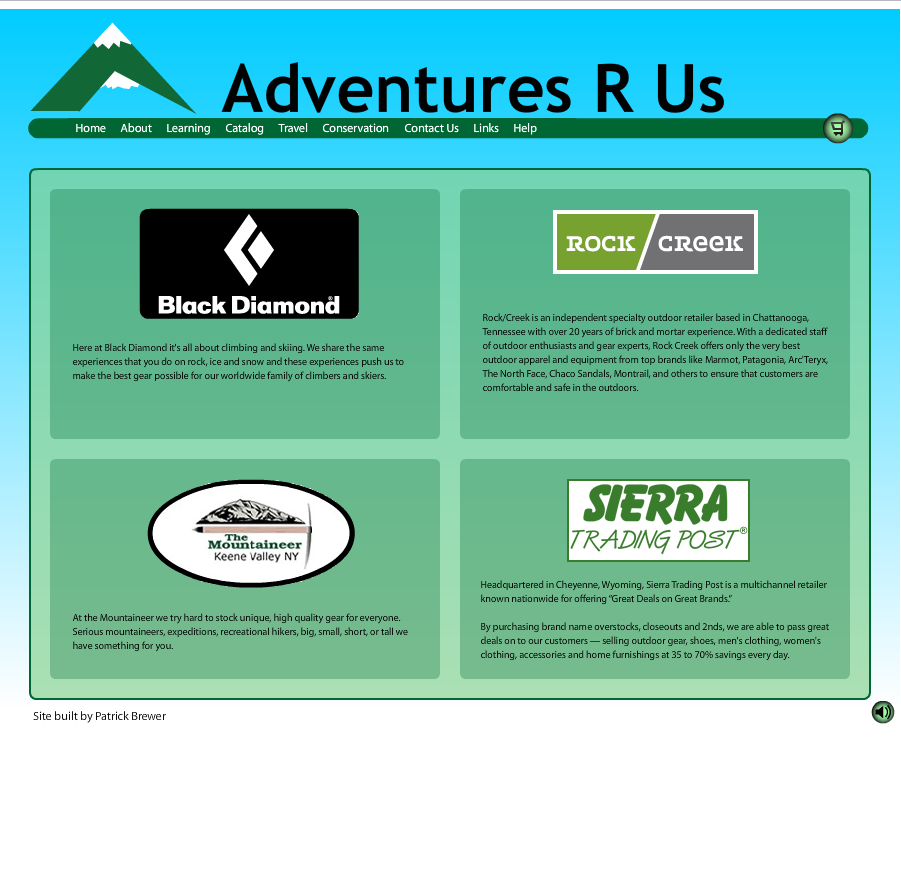 Adventures R Us
Home About Learning Catalog Travel Conservation Contact Us Links Help
Black Diamond®
Here at Black Diamond it's all about climbing and skiing. We share the same
experiences that you do on rock, ice and snow and these experiences push us to
make the best gear possible for our worldwide family of climbers and skiers.
ROCK CREEK
Rock/Creek is an independent specialty outdoor retailer based in Chattanooga,
Tennessee with over 20 years of brick and mortar experience. With a dedicated staff
of outdoor enthusiasts and gear experts, Rock Creek offers only the very best
outdoor apparel and equipment from top brands like Marmot, Patagonia, Arc'Teryx,
The North Face, Chaco Sandals, Montrail, and others to ensure that customers are
comfortable and safe in the outdoors.
The
Mountaineer
Keene Valley NY
At the Mountaineer we try hard to stock unique, high quality gear for everyone.
Serious mountaineers, expeditions, recreational hikers, big, small, short, or tall we
have something for you.
SIERRA
TRADING POST®
Headquartered in Cheyenne, Wyoming, Sierra Trading Post is a multichannel retailer
known nationwide for offering “Great Deals on Great Brands.”
By purchasing brand name overstocks, closeouts and 2nds, we are able to pass great
deals on to our customers — selling outdoor gear, shoes, men's clothing, women's
clothing, accessories and home furnishings at 35 to 70% savings every day.
Site built by Patrick Brewer